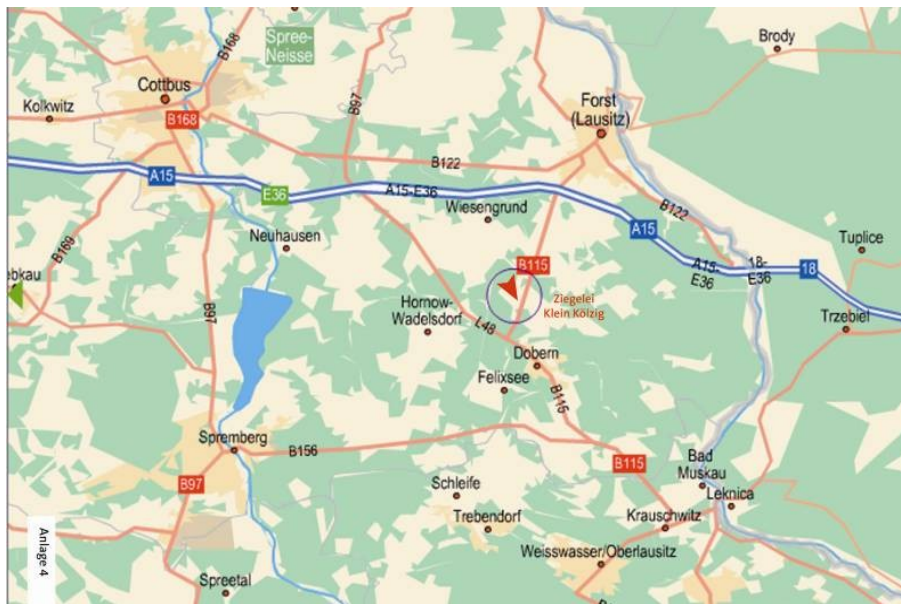 B168
Spree-
Neisse
Brody
Cottbus
B97
Kolkwitz
B168
Forst
(Lausitz)
B122
A15
E36
A15-E36
Wiesengrund
B122
A15
Neuhausen
Tuplice
B169
ebkau
B115
A15-
E36
18-
E36
18
Ziegelei
Klein Kölzig
B97
Hornow-
Wadelsdorf
L48
Trzebiel
Dobern
Felixsee
B115
Spremberg
B156
B115
Bad
Muskau
B97
Schleife
Leknica
Trebendorf
Krauschwitz
Anlage 4
Weisswasser/Oberlausitz
Spreetal